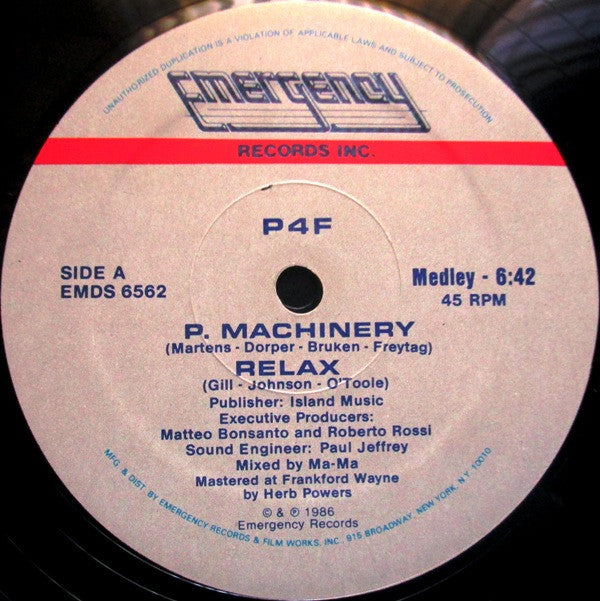 UNAUTHORIZED DUPLICATION IS A VIOLATION OF APPLICABLE LAWS AND SUBJECT TO PROSECUTION
Emergency
RECORDS INC.
P4F
SIDE A
EMDS 6562
Medley - 6:42
45 RPM
P. MACHINERY
(Martens - Dorper - Bruken - Freytag)
RELAX
(Gill - Johnson - O'Toole)
Publisher: Island Music
Executive Producers:
Matteo Bonsanto and Roberto Rossi
Sound Engineer: Paul Jeffrey
Mixed by Ma-Ma
Mastered at Frankford Wayne
by Herb Powers
© & ℗ 1986
Emergency Records
MFG. & DIST. BY EMERGENCY RECORDS & FILM WORKS, INC., 915 BROADWAY, NEW YORK, N.Y. 10010